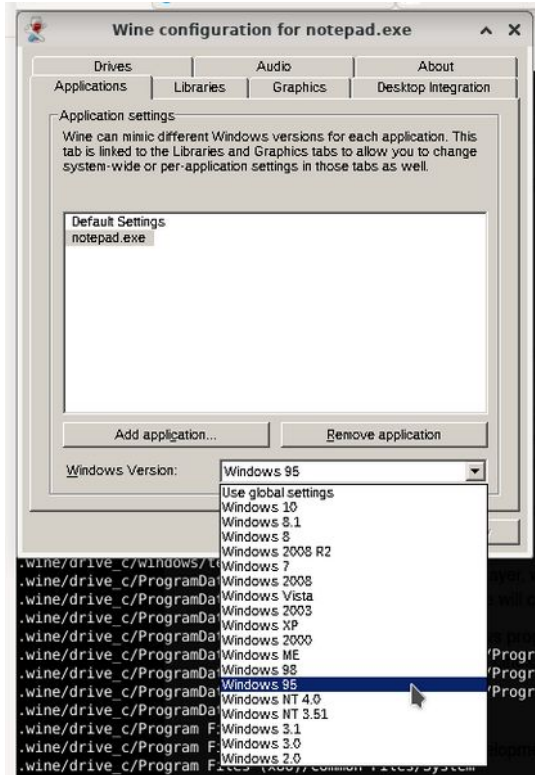 Wine configuration for notepad.exe
Drives
Audio
About
Applications
Libraries
Graphics
Desktop Integration
Application settings
Wine can mimic different Windows versions for each application. This
tab is linked to the Libraries and Graphics tabs to allow you to change
system-wide or per-application settings in those tabs as well.
Default Settings
notepad.exe
Add application...
Remove application
Windows Version:
Windows 95
Use global settings
Windows 10
Windows 8.1
Windows 8
Windows 2008 R2
Windows 7
Windows 2008
Windows Vista
Windows 2003
Windows XP
Windows 2000
Windows ME
Windows 98
Windows 95
Windows NT 4.0
Windows NT 3.51
Windows 3.1
Windows 3.0
Windows 2.0
.wine/drive_c/windows/
.wine/drive_c/ProgramDa
.wine/drive_c/ProgramDa
.wine/drive_c/ProgramDa
.wine/drive_c/ProgramDa
.wine/drive_c/ProgramDa /Progr
.wine/drive_c/ProgramDa /Progr
.wine/drive_c/ProgramDa /Progr
.wine/drive_c/ProgramDa
.wine/drive_c/Program F
.wine/drive_c/Program F
.wine/drive_c/Program Files (x86)/Common Files/System